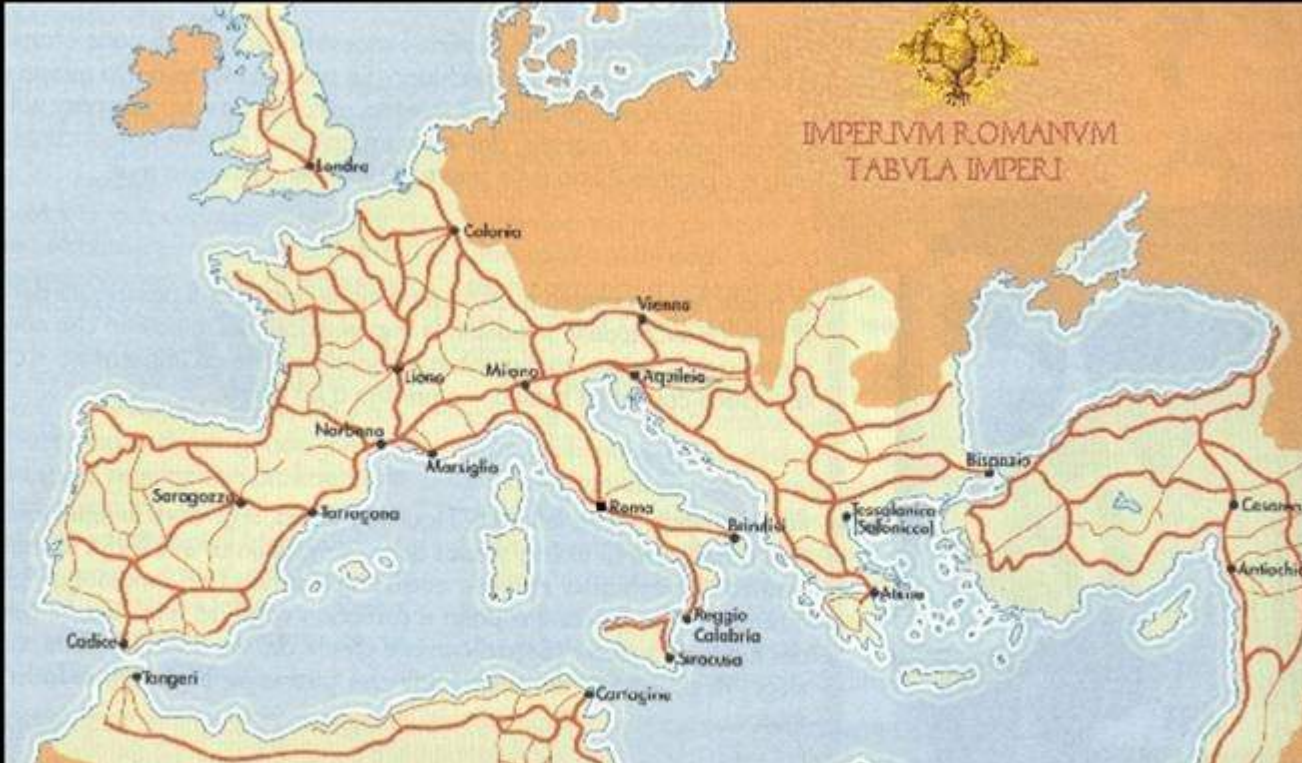 IMPERIVM ROMANVM
TABVLA IMPERI
Londra
Colonia
Vienna
Lione
Milano
Aquileia
Narbona
Marsiglia
Bisanzio
Saragozza
Tarragona
Roma
Brindisi
Tessalonica
(Salonicco)
Cesarea
Antiochia
Atene
Cadice
Reggio
Calabria
Siracusa
Tangeri
Cartagine